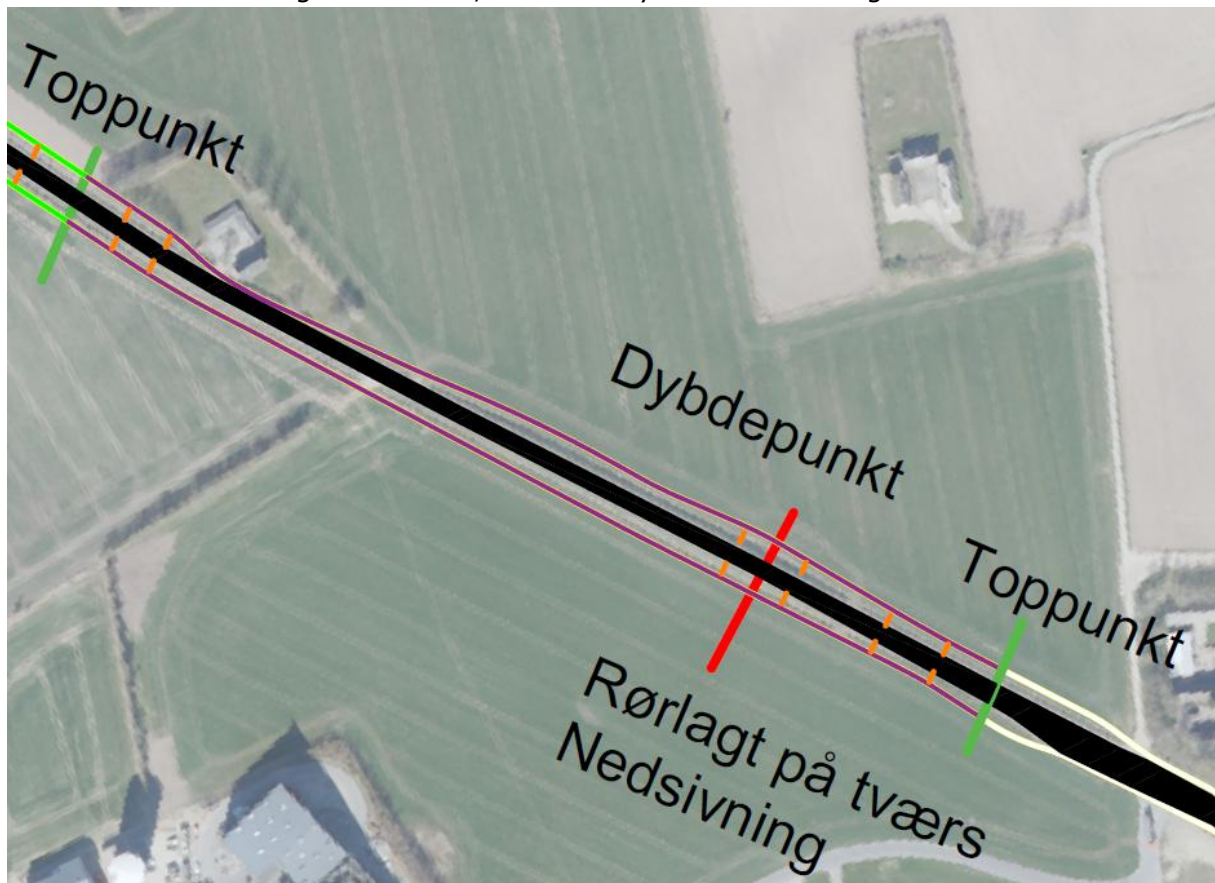 Toppunkt
Dybdepunkt
Toppunkt
Rørlagt på tværs
Nedsivning